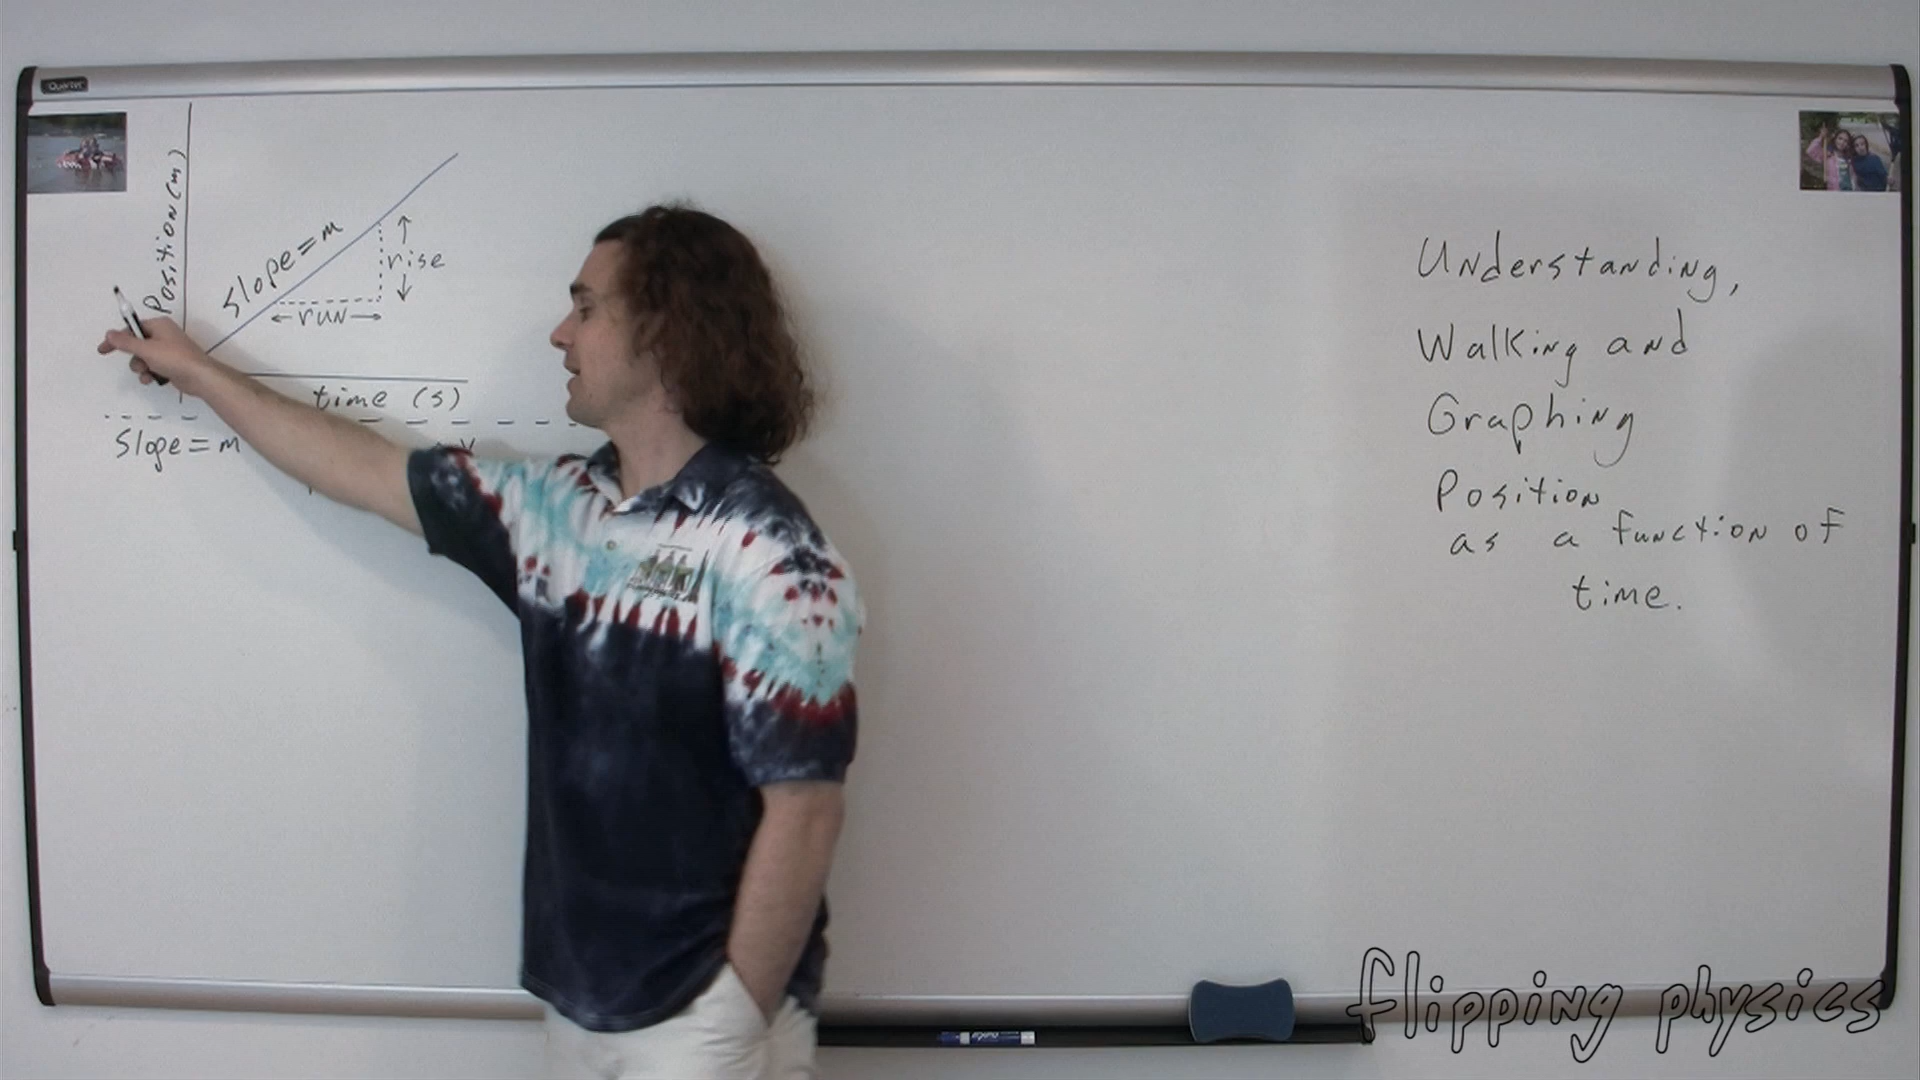 Quartet
Position (m)
slope = m
rise
run
time (s)
Slope = m
Understanding,
Walking and
Graphing
Position
as a function of
time.
flipping physics